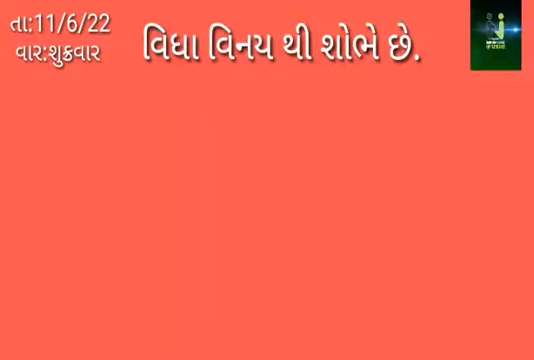 તા:11/6/22
વાર:શુક્રવાર
વિધા વિનય થી શોભે છે.